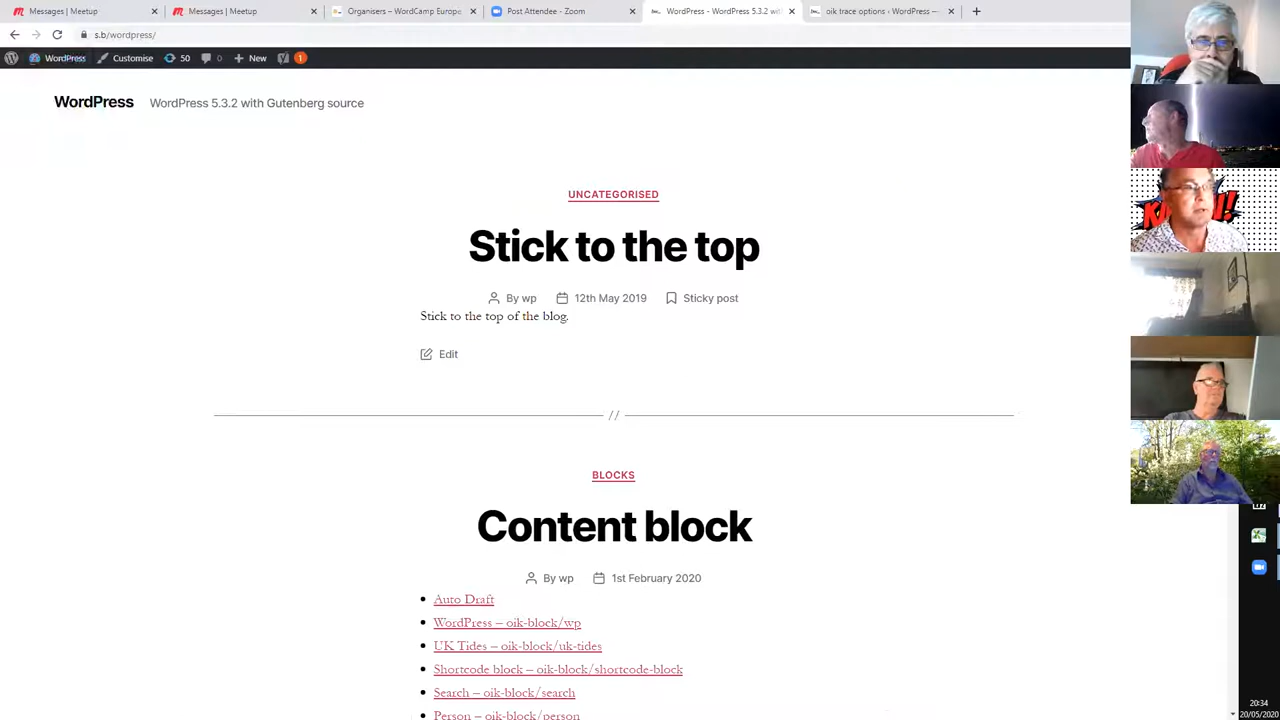 Messages | Meetup
Messages | Meetup
Organisers – WordCamp Europe
Post Attendee - Zoom
WordPress - WordPress 5.3.2 with
oik trace options ‹ WordPress —
s.b/wordpress/
WordPress
Customise
50
0
New
1
WordPress
WordPress 5.3.2 with Gutenberg source
UNCATEGORISED
Stick to the top
By wp
12th May 2019
Sticky post
Stick to the top of the blog.
Edit
//
BLOCKS
Content block
By wp
1st February 2020
Auto Draft
WordPress – oik-block/wp
UK Tides – oik-block/uk-tides
Shortcode block – oik-block/shortcode-block
Search – oik-block/search
Person – oik-block/person
20:34
20/05/2020